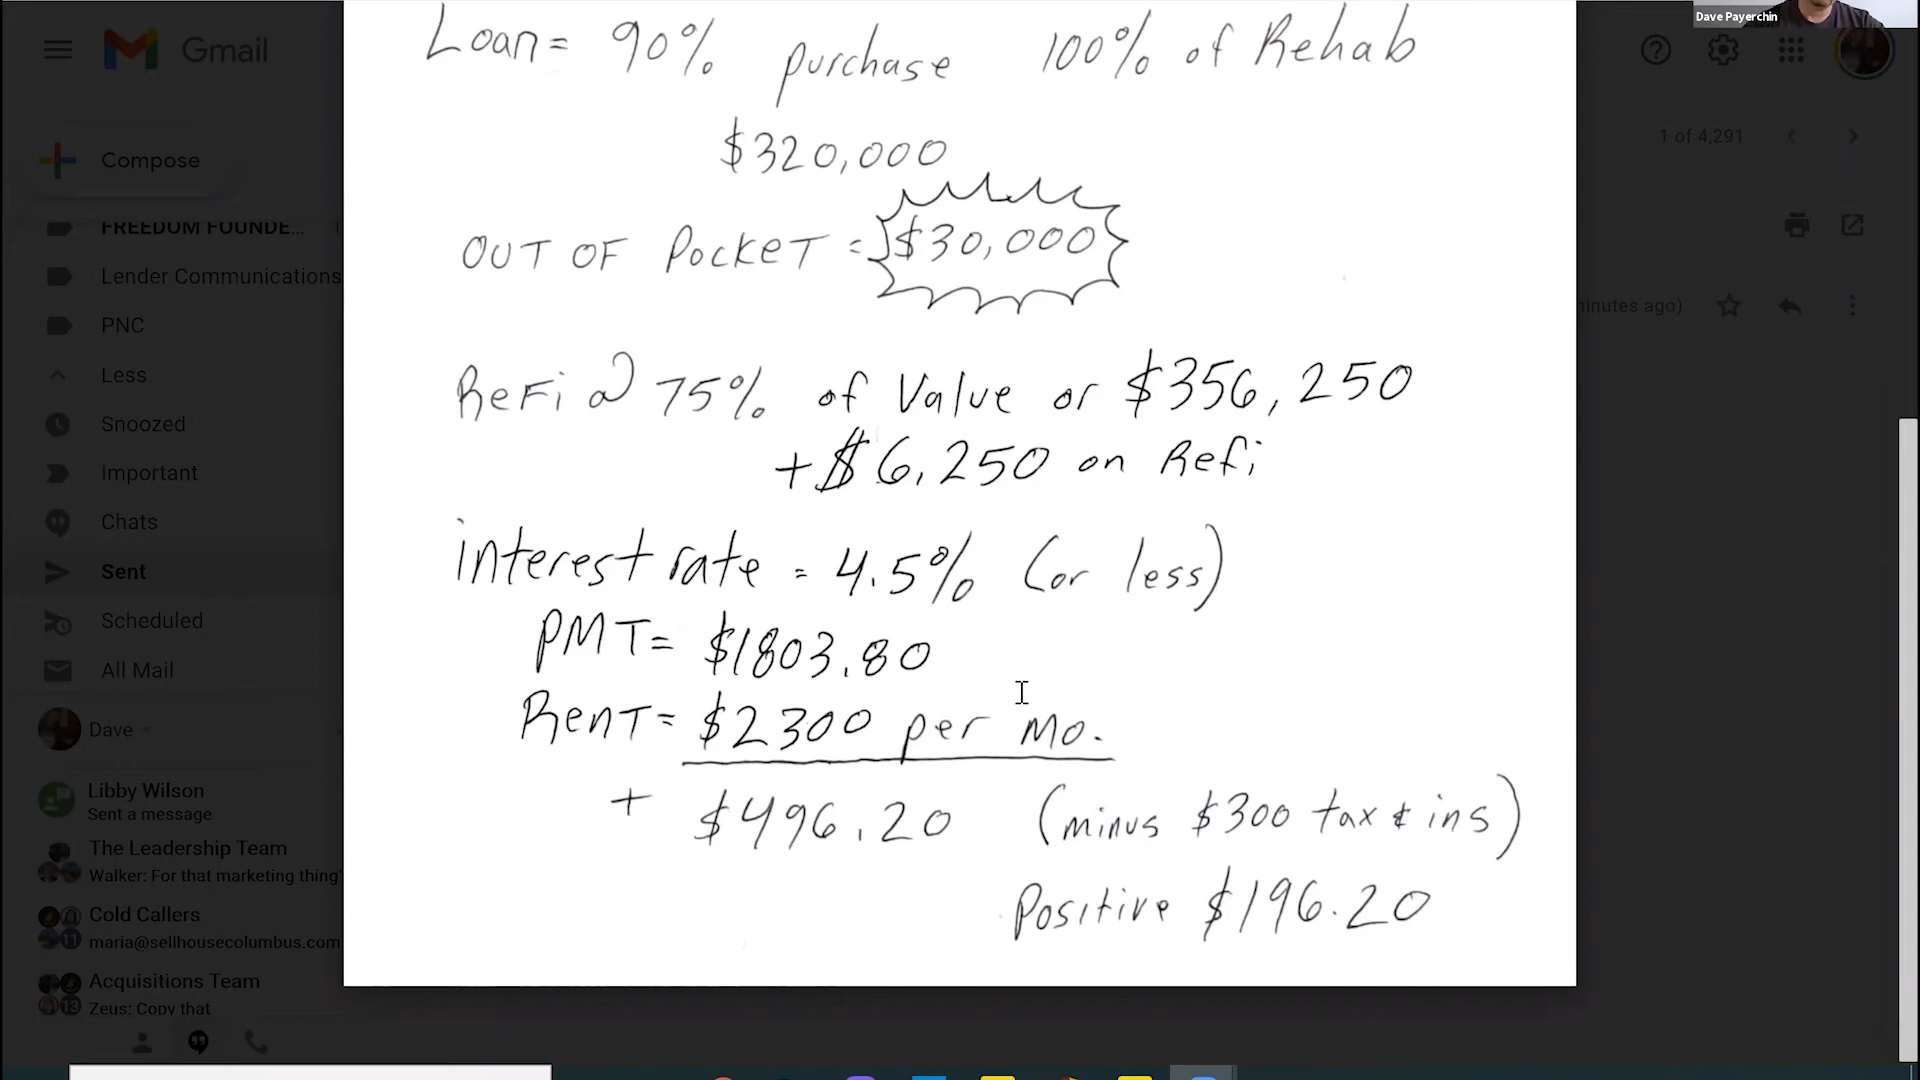 Dave Payerchin
Gmail
Loan = 90% purchase 100% of Rehab
$320,000
Compose
1 of 4,291
FREEDOM FOUNDE...
OUT OF POCKET = $30,000
Lender Communications
minutes ago)
PNC
Less
ReFi @ 75% of Value or $356,250
Snoozed
+$6,250 on Refi
Important
Chats
interest rate = 4.5% (or less)
Sent
Scheduled
PMT = $1803.80
All Mail
Rent = $2300 per Mo.
Dave
Libby Wilson
Sent a message
+ $496.20 (minus $300 tax & ins)
The Leadership Team
Walker: For that marketing thing
Positive $196.20
Cold Callers
11
maria@sellhousecolumbus.com
Acquisitions Team
13
Zeus: Copy that